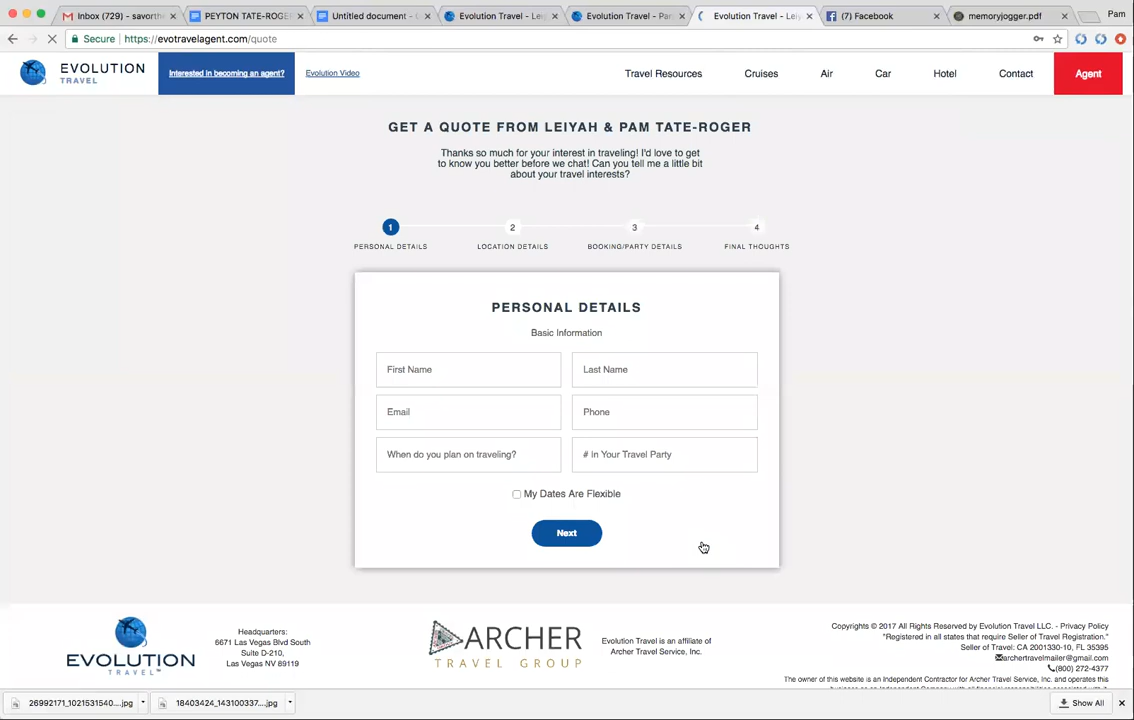 Inbox (729) - savorthe
PEYTON TATE-ROGER
Untitled document -
Evolution Travel - Lei
Evolution Travel - Par
Evolution Travel - Leiy
(7) Facebook
memoryjogger.pdf
Pam
Secure
https://evotravelagent.com/quote
EVOLUTION
TRAVEL
Interested in becoming an agent?
Evolution Video
Travel Resources
Cruises
Air
Car
Hotel
Contact
Agent
GET A QUOTE FROM LEIYAH & PAM TATE-ROGER
Thanks so much for your interest in traveling! I'd love to get
to know you better before we chat! Can you tell me a little bit
about your travel interests?
1
2
3
4
PERSONAL DETAILS
LOCATION DETAILS
BOOKING/PARTY DETAILS
FINAL THOUGHTS
PERSONAL DETAILS
Basic Information
First Name
Last Name
Email
Phone
When do you plan on traveling?
# in Your Travel Party
My Dates Are Flexible
Next
EVOLUTION
TRAVEL
Headquarters:
6671 Las Vegas Blvd South
Suite D-210,
Las Vegas NV 89119
ARCHER
TRAVEL GROUP
Evolution Travel is an affiliate of
Archer Travel Service, Inc.
Copyrights © 2017 All Rights Reserved by Evolution Travel LLC. - Privacy Policy
"Registered in all states that require Seller of Travel Registration."
Seller of Travel: CA 2001330-10, FL 35395
archertravelmailer@gmail.com
(800) 272-4377
The owner of this website is an Independent Contractor for Archer Travel Service, Inc. and Operates this
26992171_1021531540....jpg
18403424_143100337....jpg
Show All